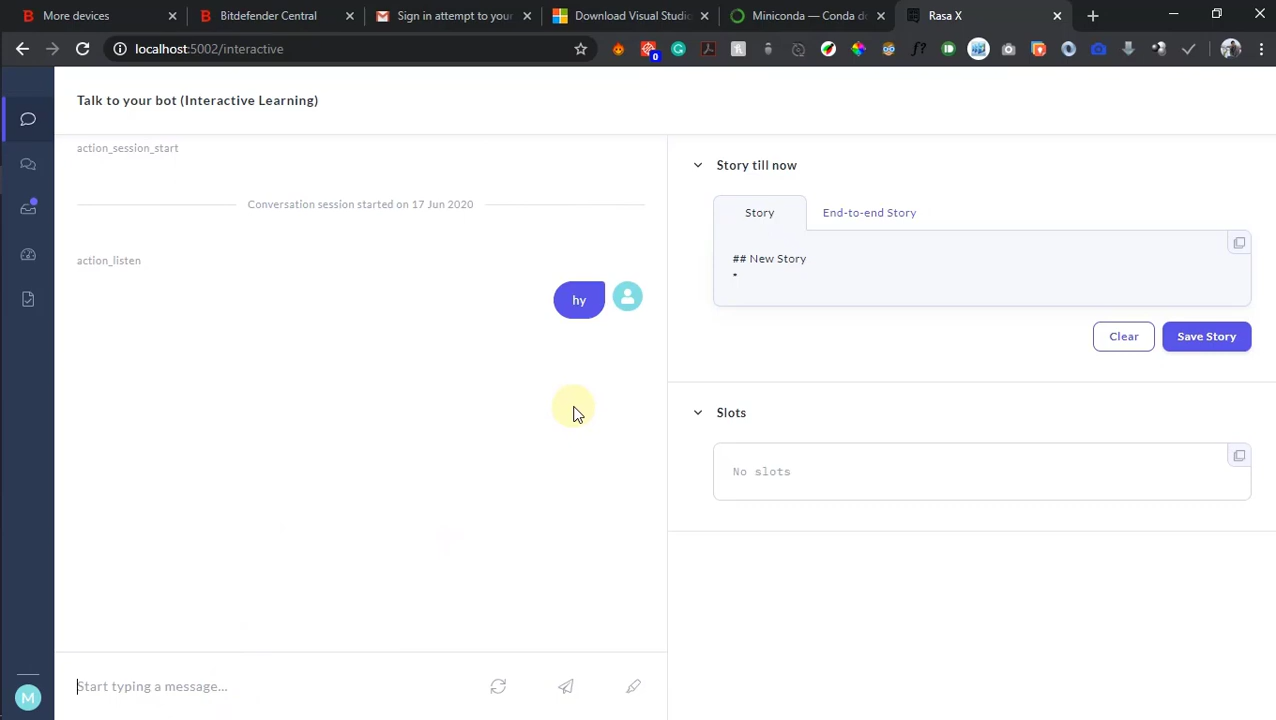 More devices
Bitdefender Central
Sign in attempt to your
Download Visual Studio
Miniconda — Conda do
Rasa X
localhost:5002/interactive
0
Talk to your bot (Interactive Learning)
action_session_start
Conversation session started on 17 Jun 2020
action_listen
hy
Start typing a message...
M
Story till now
Story
End-to-end Story
## New Story
*
Clear
Save Story
Slots
No slots